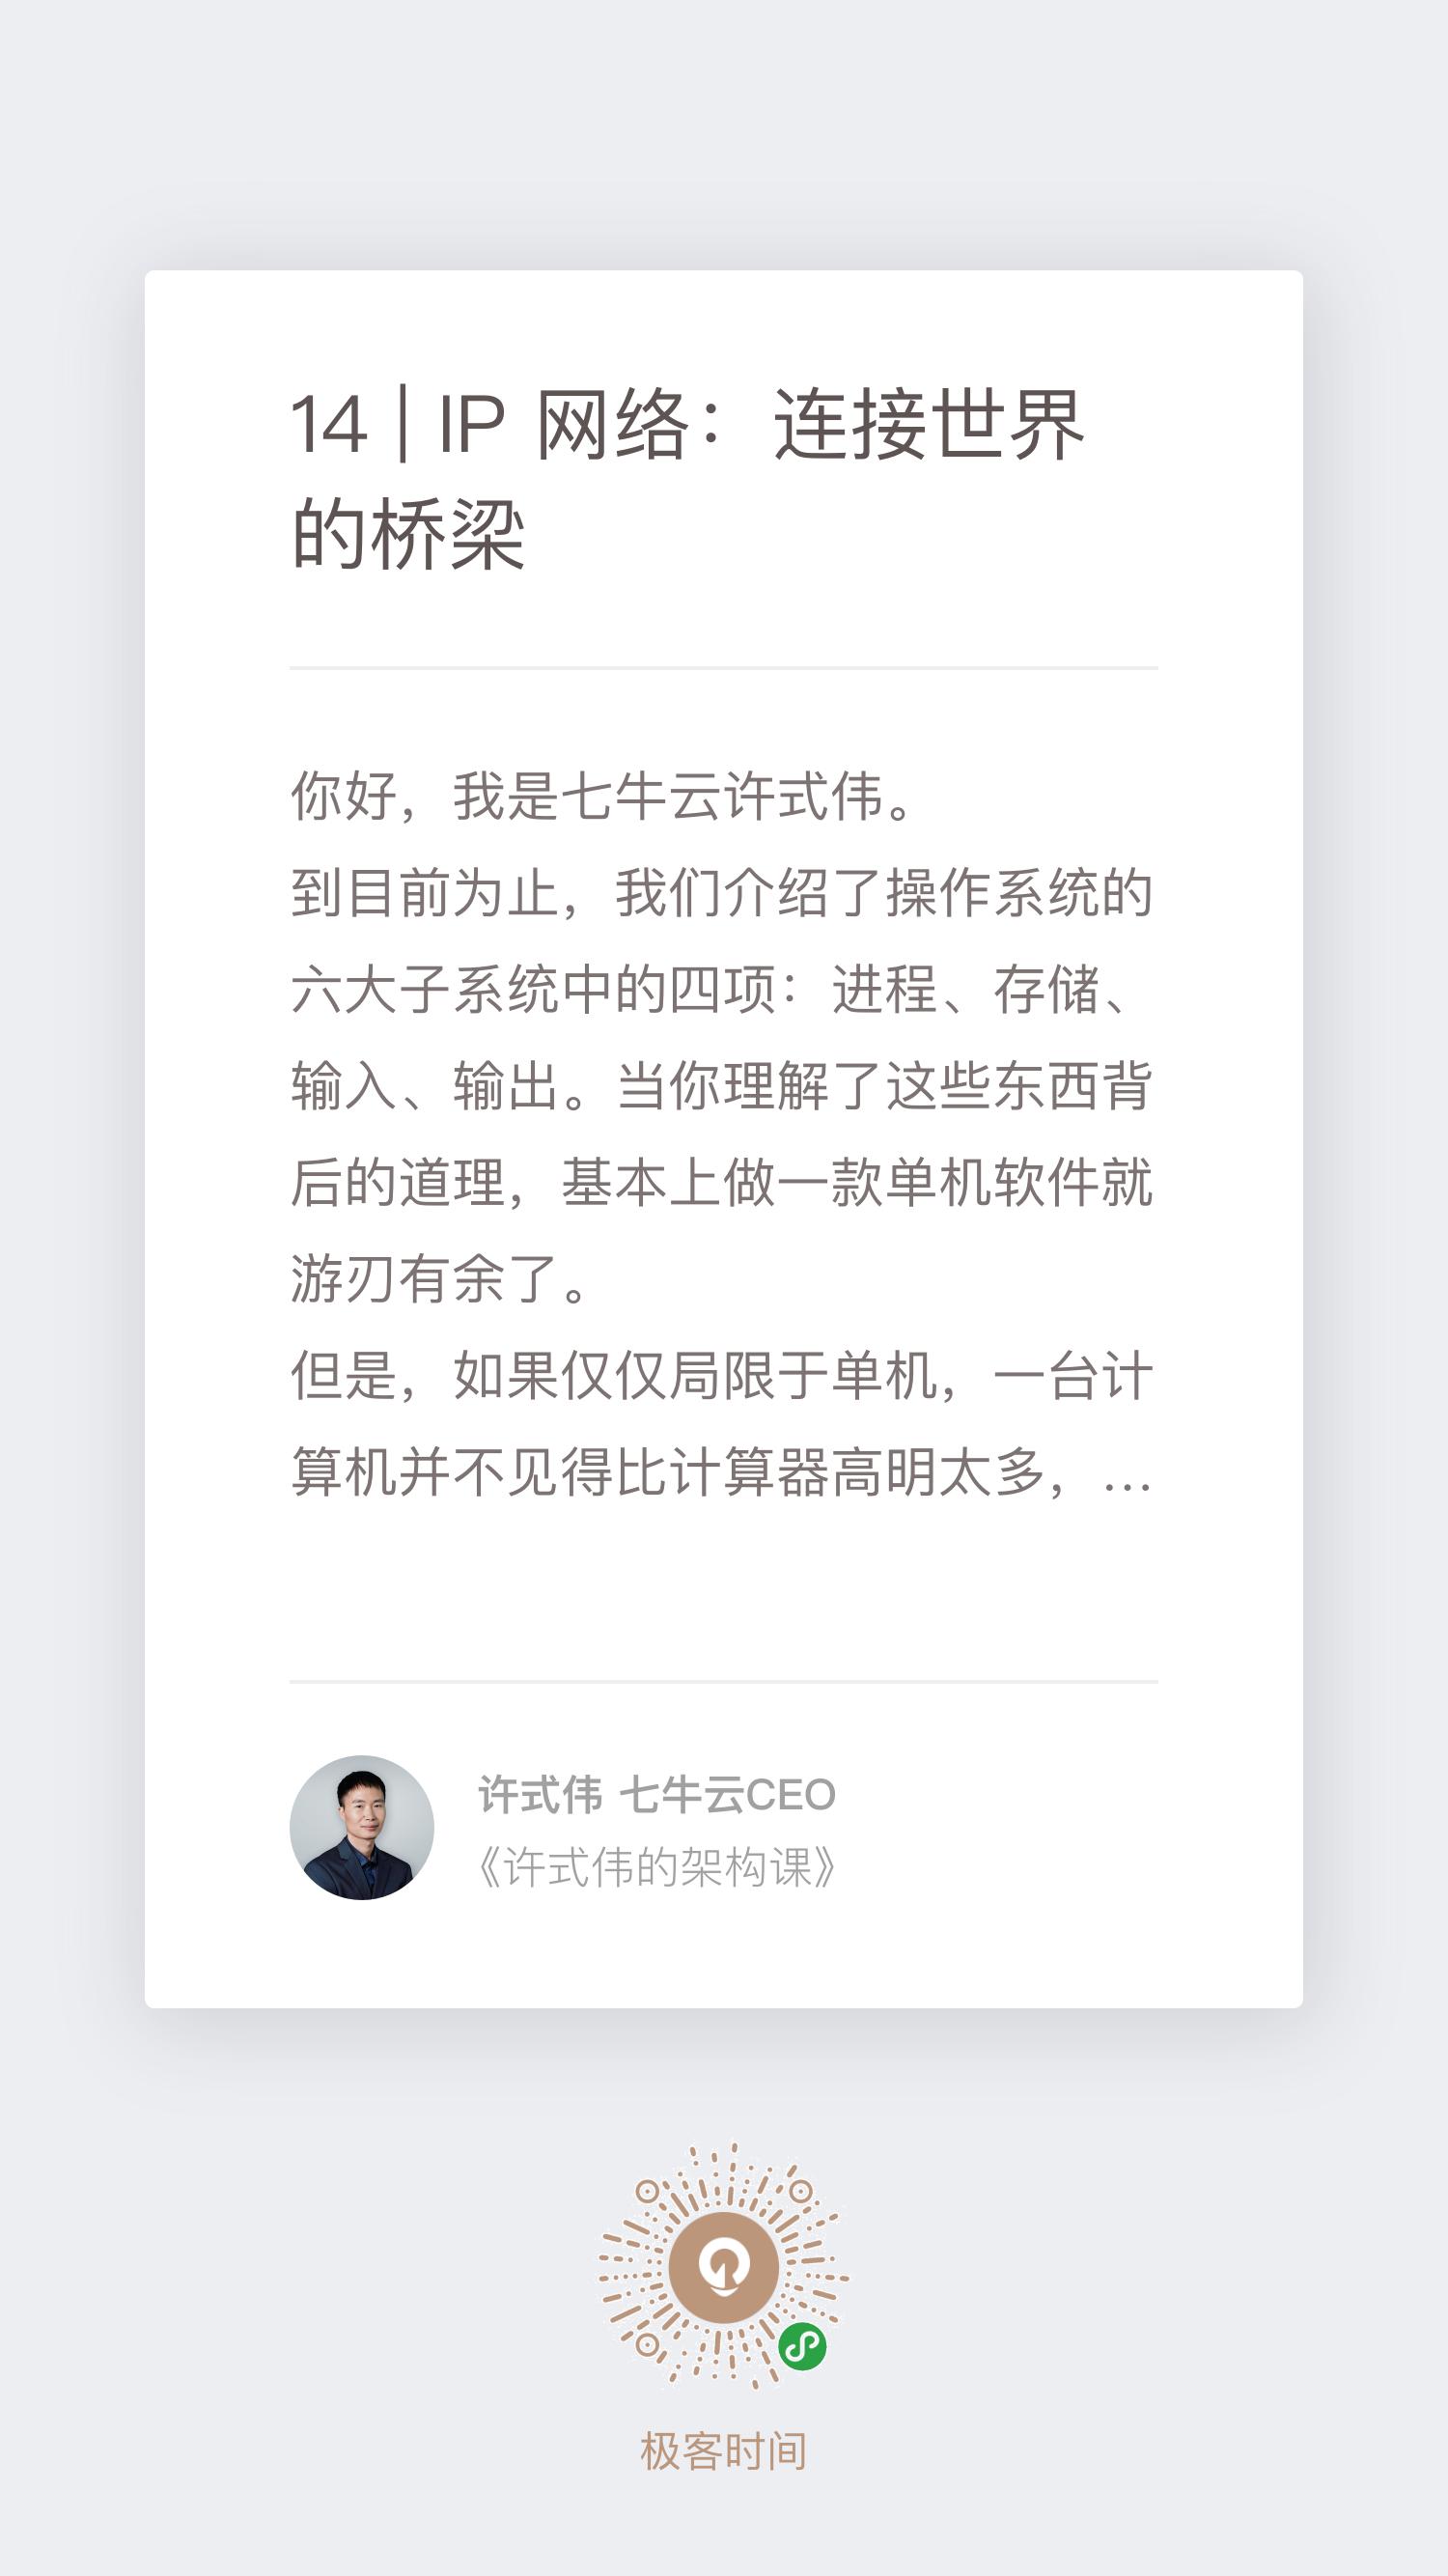 14 | IP 网络：连接世界
的桥梁
你好，我是七牛云许式伟。
到目前为止，我们介绍了操作系统的
六大子系统中的四项：进程、存储、
输入、输出。当你理解了这些东西背
后的道理，基本上做一款单机软件就
游刃有余了。
但是，如果仅仅局限于单机，一台计
算机并不见得比计算器高明太多，…
许式伟 七牛云CEO
《许式伟的架构课》
极客时间